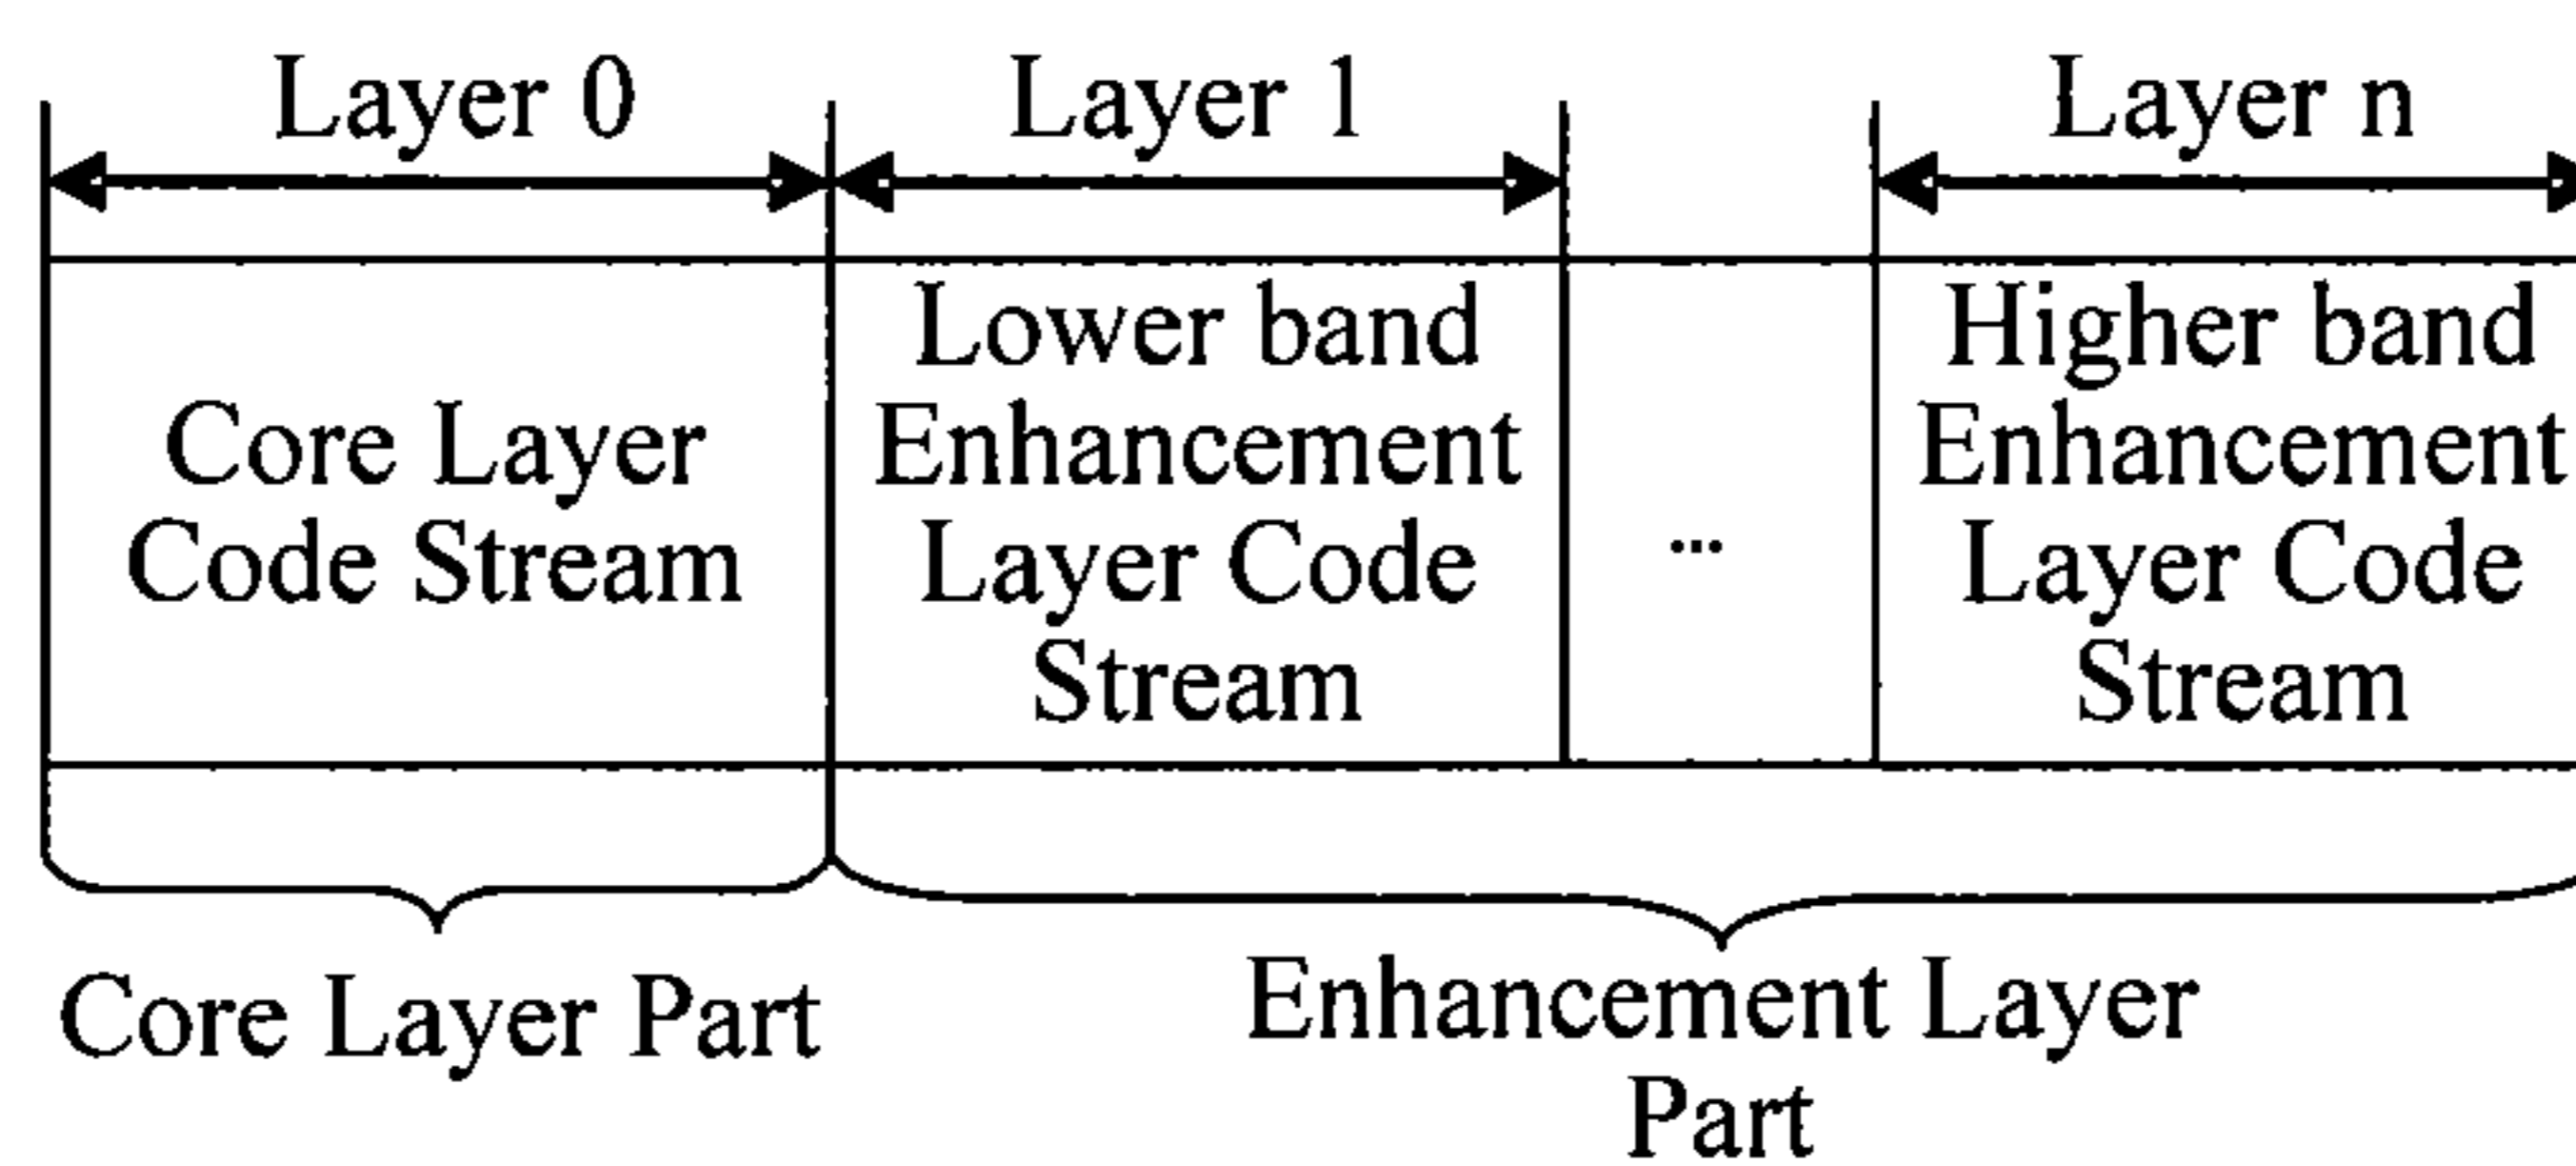 Layer 0
Layer 1
Layer n
Core Layer
Code Stream
Lower band
Enhancement
Layer Code
Stream
...
Higher band
Enhancement
Layer Code
Stream
Core Layer Part
Enhancement Layer
Part